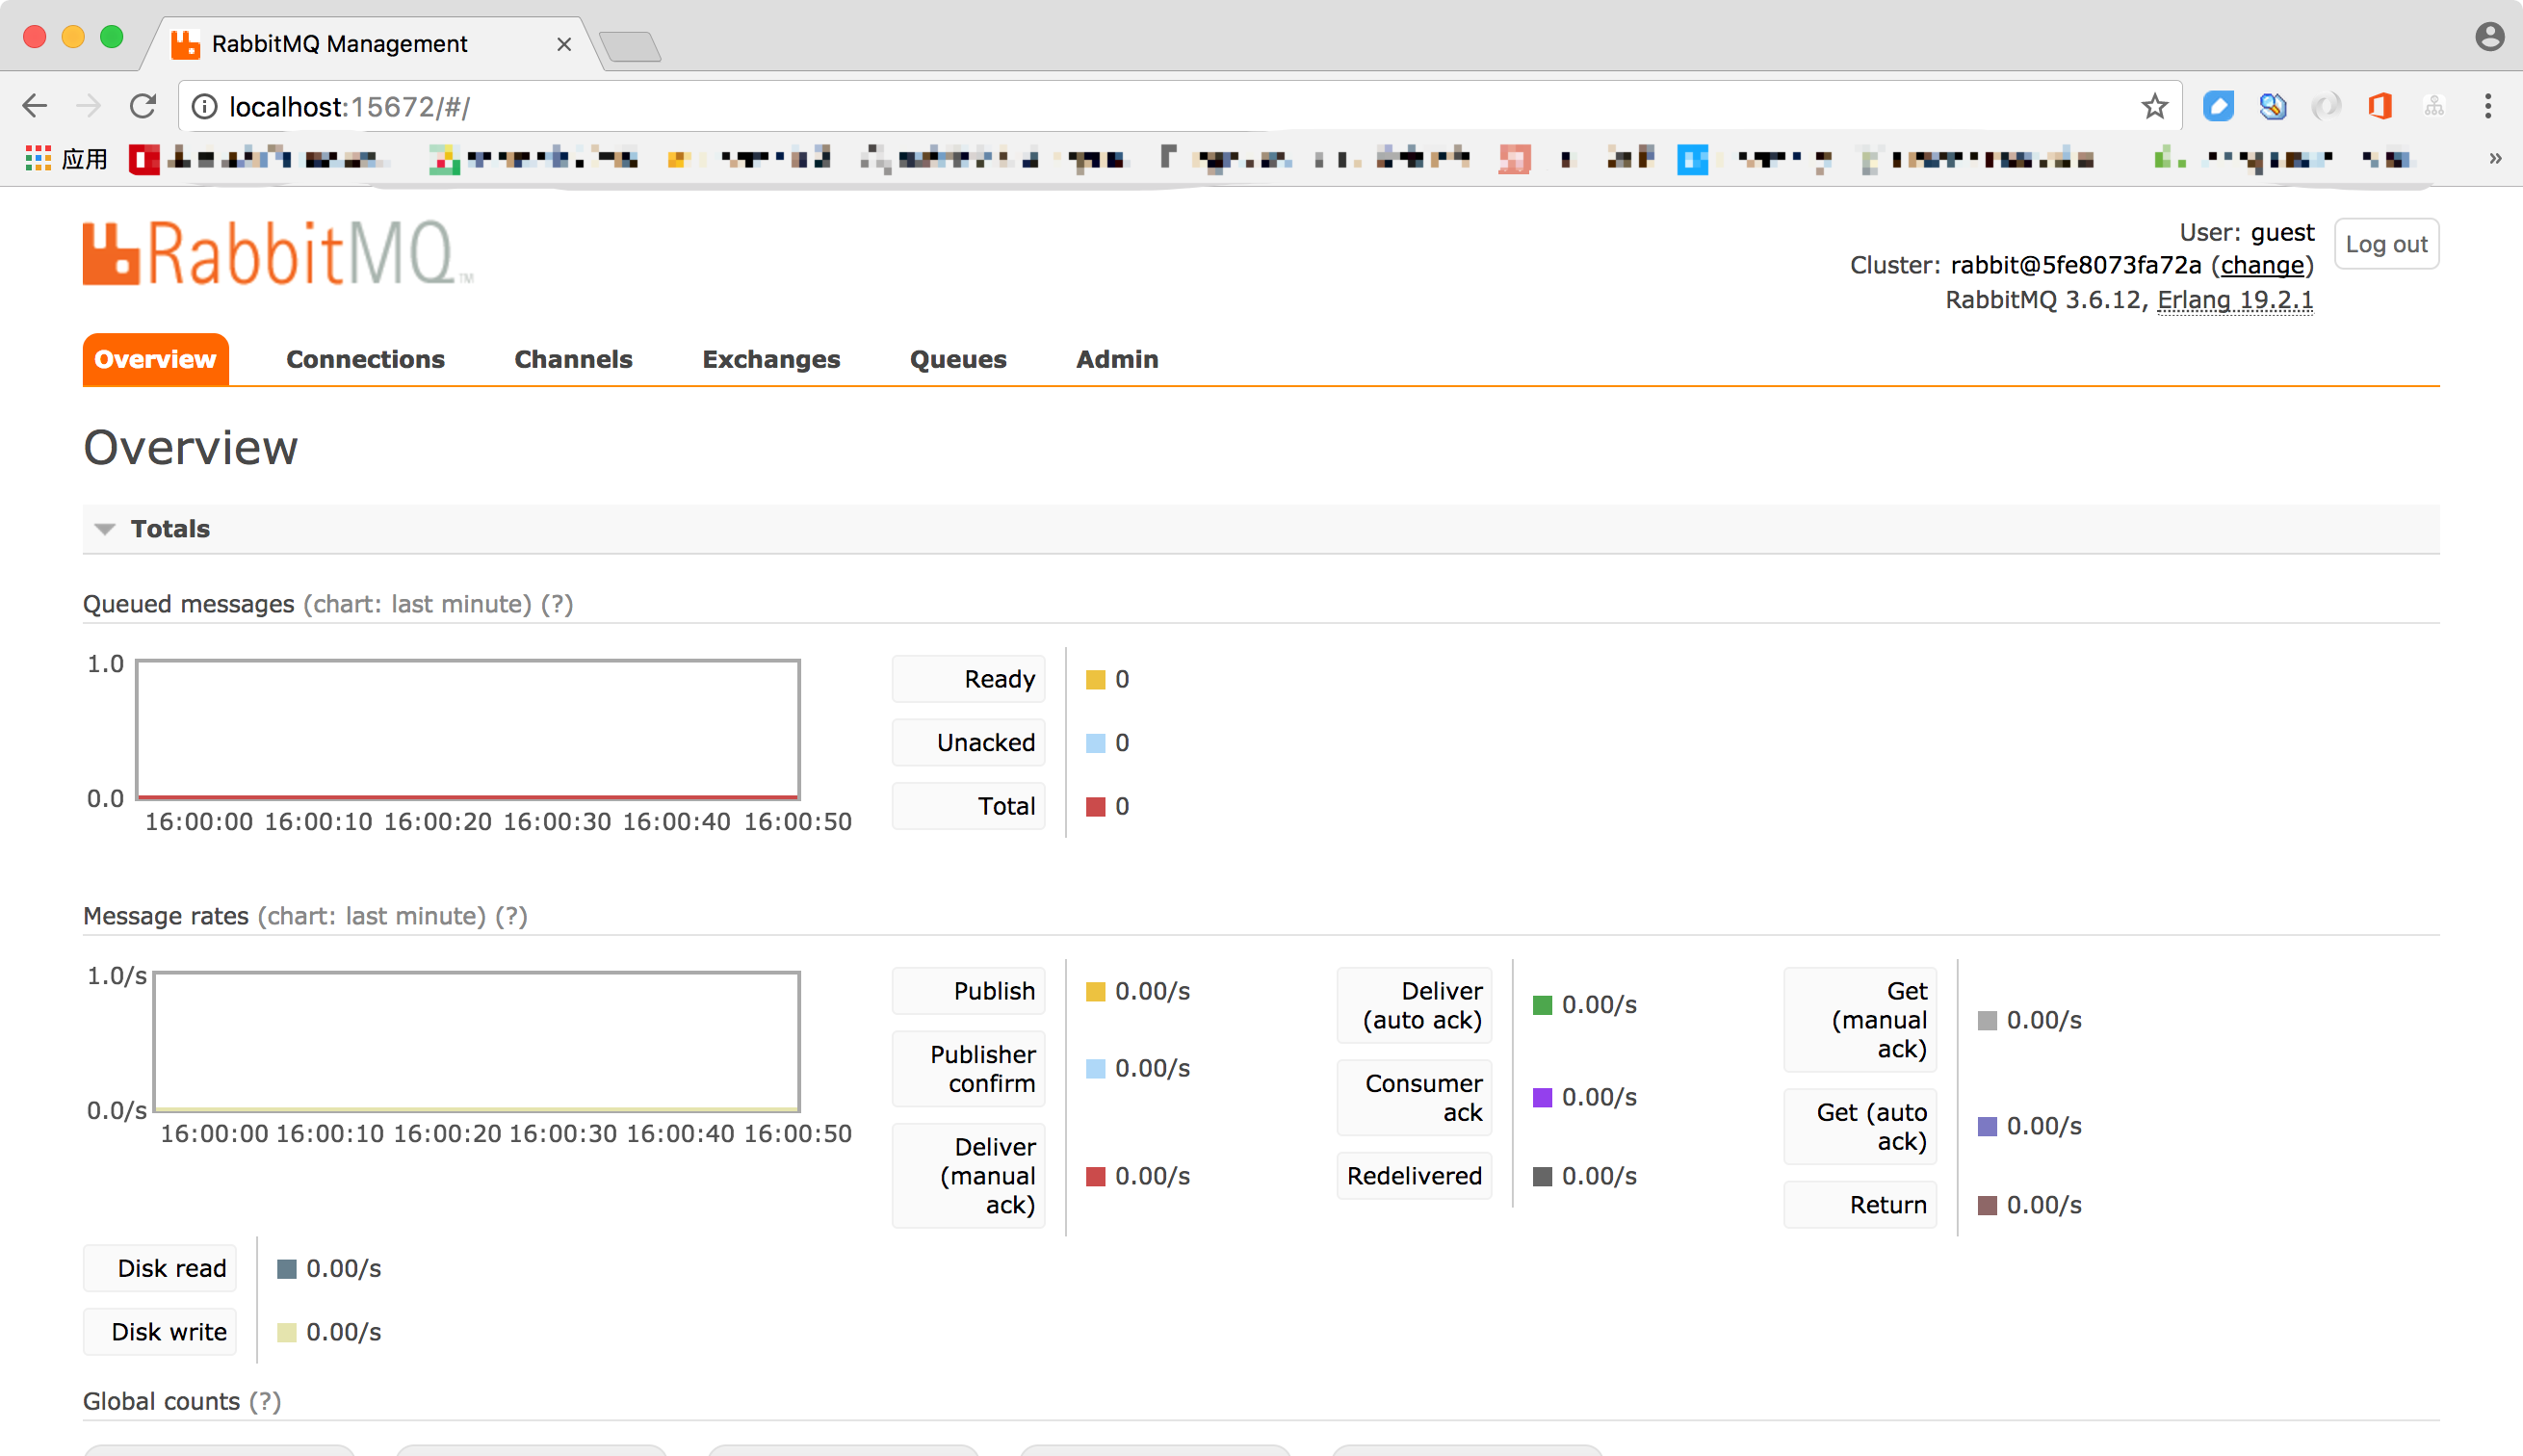 RabbitMQ Management
localhost:15672/#/
应用
»
RabbitMQ™
User: guest
Log out
Cluster: rabbit@5fe8073fa72a (change)
RabbitMQ 3.6.12, Erlang 19.2.1
Overview Connections Channels Exchanges Queues Admin
Overview
Totals
Queued messages (chart: last minute) (?)
1.0
0.0
16:00:00 16:00:10 16:00:20 16:00:30 16:00:40 16:00:50
Ready 0
Unacked 0
Total 0
Message rates (chart: last minute) (?)
1.0/s
0.0/s
16:00:00 16:00:10 16:00:20 16:00:30 16:00:40 16:00:50
Publish 0.00/s
Publisher
confirm 0.00/s
Deliver
(manual
ack) 0.00/s
Deliver
(auto ack) 0.00/s
Consumer
ack 0.00/s
Redelivered 0.00/s
Get
(manual
ack) 0.00/s
Get (auto
ack) 0.00/s
Return 0.00/s
Disk read 0.00/s
Disk write 0.00/s
Global counts (?)